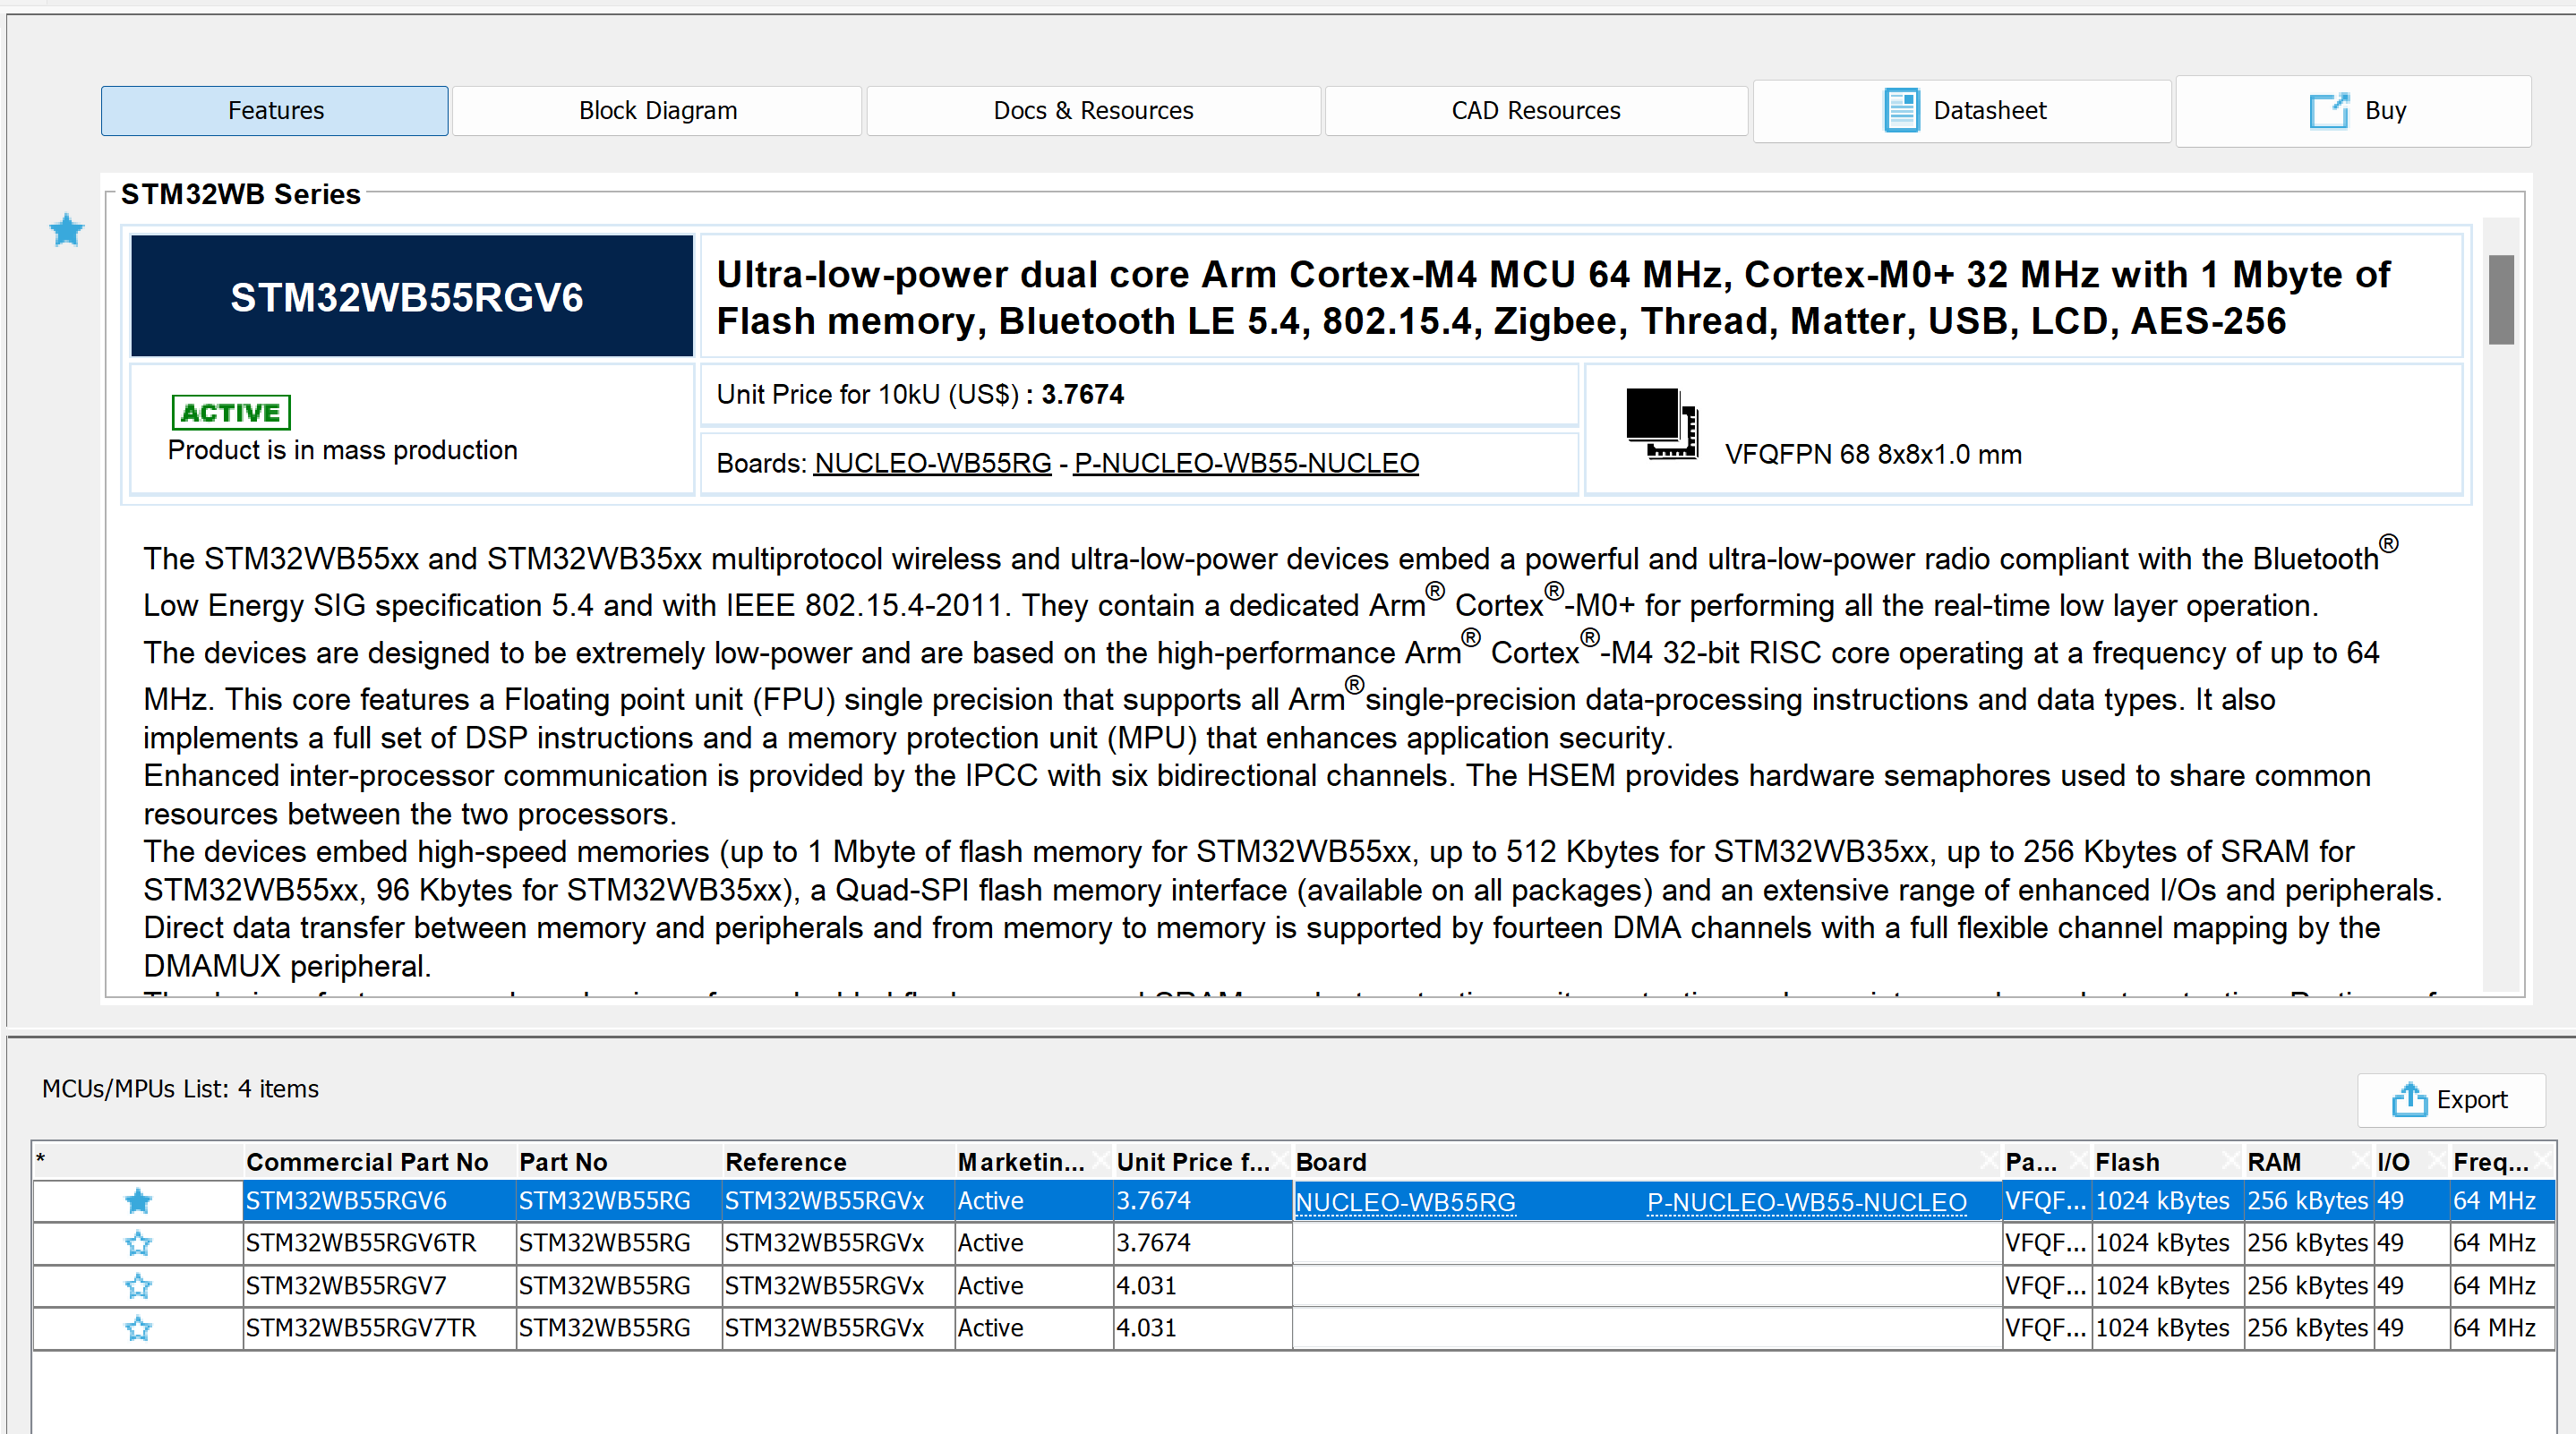 Features
Block Diagram
Docs & Resources
CAD Resources
Datasheet
Buy
STM32WB Series
STM32WB55RGV6
Ultra-low-power dual core Arm Cortex-M4 MCU 64 MHz, Cortex-M0+ 32 MHz with 1 Mbyte of
Flash memory, Bluetooth LE 5.4, 802.15.4, Zigbee, Thread, Matter, USB, LCD, AES-256
ACTIVE
Product is in mass production
Unit Price for 10kU (US$) : 3.7674
Boards: NUCLEO-WB55RG - P-NUCLEO-WB55-NUCLEO
VFQFPN 68 8x8x1.0 mm
The STM32WB55xx and STM32WB35xx multiprotocol wireless and ultra-low-power devices embed a powerful and ultra-low-power radio compliant with the Bluetooth®
Low Energy SIG specification 5.4 and with IEEE 802.15.4-2011. They contain a dedicated Arm® Cortex®-M0+ for performing all the real-time low layer operation.
The devices are designed to be extremely low-power and are based on the high-performance Arm® Cortex®-M4 32-bit RISC core operating at a frequency of up to 64
MHz. This core features a Floating point unit (FPU) single precision that supports all Arm®single-precision data-processing instructions and data types. It also
implements a full set of DSP instructions and a memory protection unit (MPU) that enhances application security.
Enhanced inter-processor communication is provided by the IPCC with six bidirectional channels. The HSEM provides hardware semaphores used to share common
resources between the two processors.
The devices embed high-speed memories (up to 1 Mbyte of flash memory for STM32WB55xx, up to 512 Kbytes for STM32WB35xx, up to 256 Kbytes of SRAM for
STM32WB55xx, 96 Kbytes for STM32WB35xx), a Quad-SPI flash memory interface (available on all packages) and an extensive range of enhanced I/Os and peripherals.
Direct data transfer between memory and peripherals and from memory to memory is supported by fourteen DMA channels with a full flexible channel mapping by the
DMAMUX peripheral.
MCUs/MPUs List: 4 items
Export
* Commercial Part No Part No Reference Marketin... Unit Price f... Board Pa... Flash RAM I/O Freq...
STM32WB55RGV6 STM32WB55RG STM32WB55RGVx Active 3.7674 NUCLEO-WB55RG P-NUCLEO-WB55-NUCLEO VFQF... 1024 kBytes 256 kBytes 49 64 MHz
STM32WB55RGV6TR STM32WB55RG STM32WB55RGVx Active 3.7674 VFQF... 1024 kBytes 256 kBytes 49 64 MHz
STM32WB55RGV7 STM32WB55RG STM32WB55RGVx Active 4.031 VFQF... 1024 kBytes 256 kBytes 49 64 MHz
STM32WB55RGV7TR STM32WB55RG STM32WB55RGVx Active 4.031 VFQF... 1024 kBytes 256 kBytes 49 64 MHz